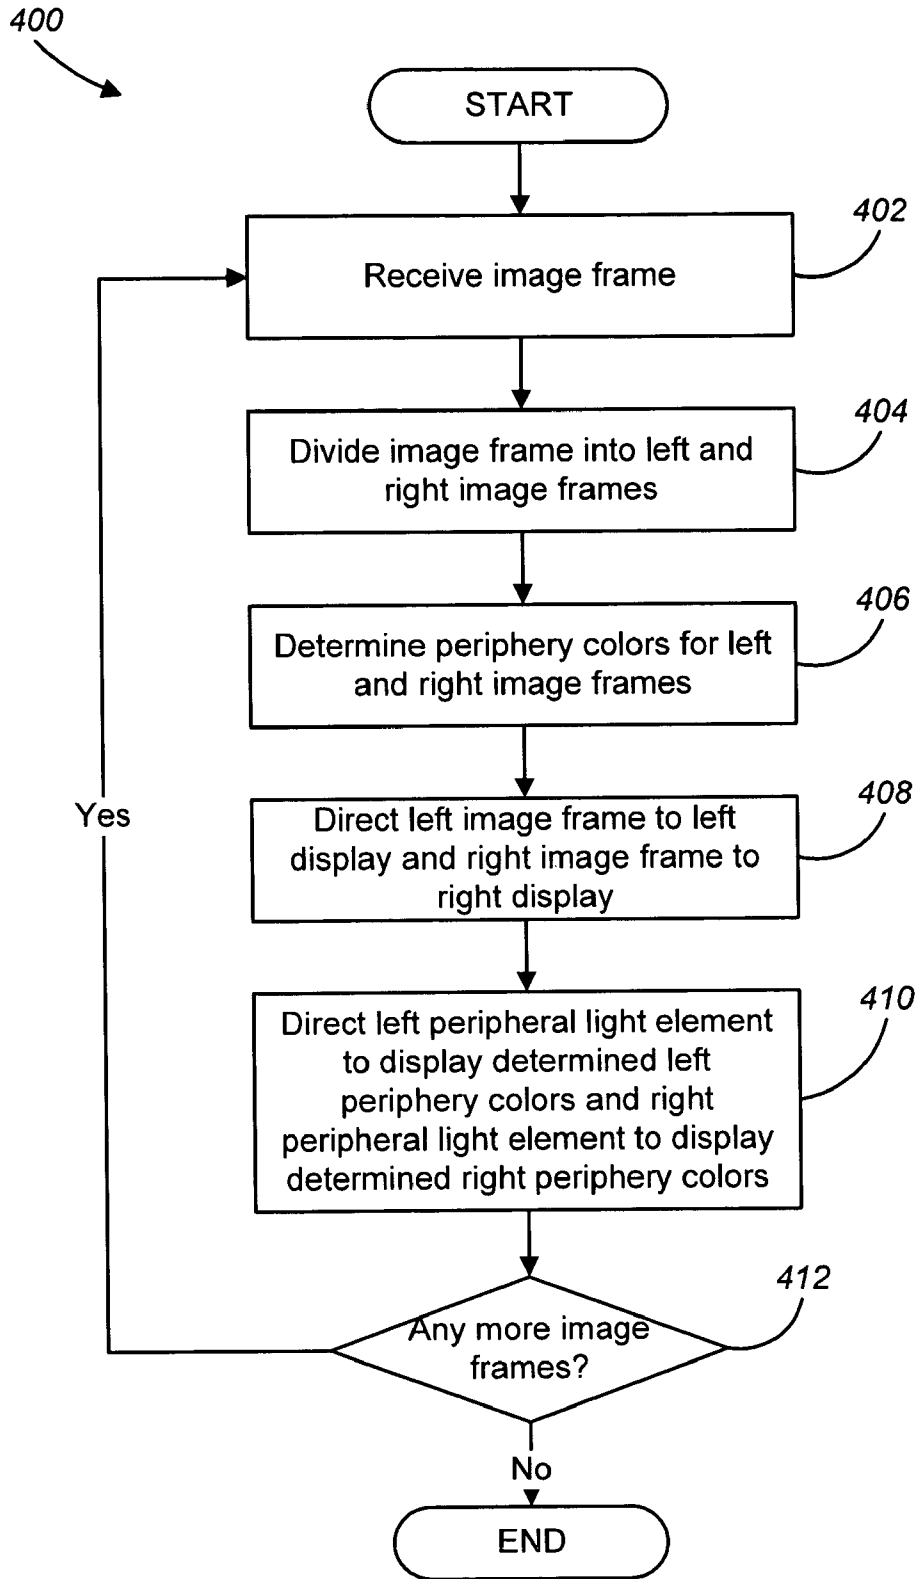 400
START
402
Receive image frame
404
Divide image frame into left and
right image frames
406
Determine periphery colors for left
and right image frames
408
Direct left image frame to left
display and right image frame to
right display
410
Direct left peripheral light element
to display determined left
periphery colors and right
peripheral light element to display
determined right periphery colors
412
Any more image
frames?
Yes
No
END